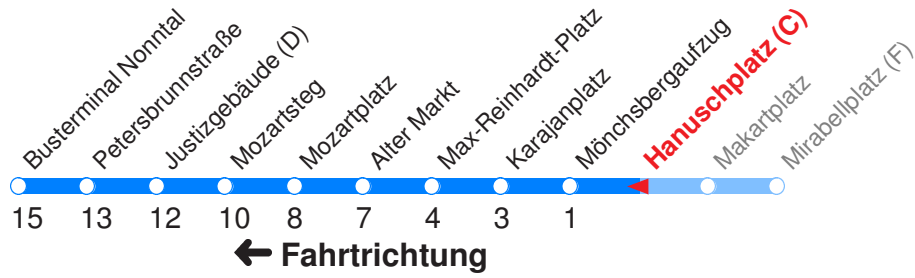 Busterminal Nonntal
Petersbrunnstraße
Justizgebäude (D)
Mozartsteg
Mozartplatz
Alter Markt
Max-Reinhardt-Platz
Karajanplatz
Mönchsbergaufzug
Hanuschplatz (C)
Makartplatz
Mirabellplatz (F)
15 13 12 10 8 7 4 3 1
← Fahrtrichtung